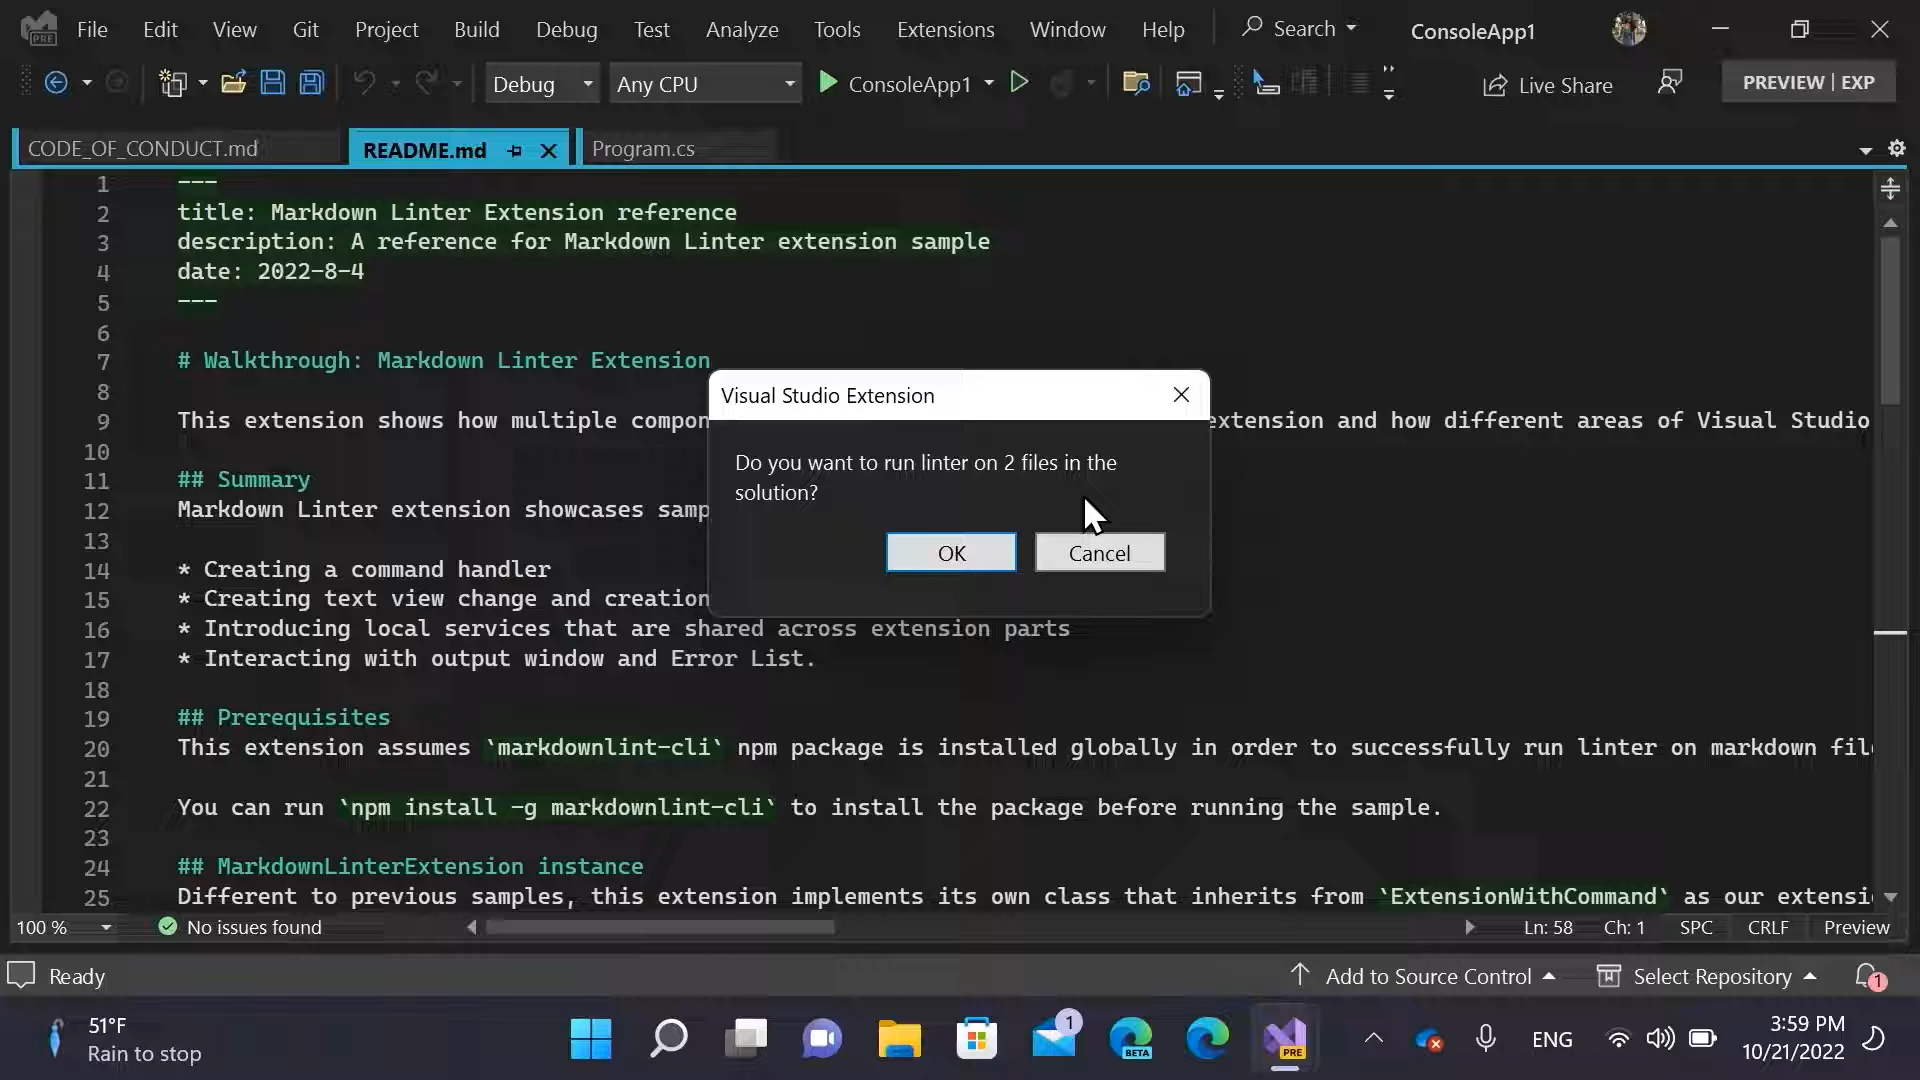 File Edit View Git Project Build Debug Test Analyze Tools Extensions Window Help Search ConsoleApp1
PRE
Debug Any CPU ConsoleApp1 Live Share PREVIEW | EXP
CODE_OF_CONDUCT.md README.md Program.cs
1 ---
2 title: Markdown Linter Extension reference
3 description: A reference for Markdown Linter extension sample
4 date: 2022-8-4
5 ---
6
7 # Walkthrough: Markdown Linter Extension
8
9 This extension shows how multiple compon extension and how different areas of Visual Studio
10
11 ## Summary
12 Markdown Linter extension showcases samp
13
14 * Creating a command handler
15 * Creating text view change and creation
16 * Introducing local services that are shared across extension parts
17 * Interacting with output window and Error List.
18
19 ## Prerequisites
20 This extension assumes `markdownlint-cli` npm package is installed globally in order to successfully run linter on markdown fil
21
22 You can run `npm install -g markdownlint-cli` to install the package before running the sample.
23
24 ## MarkdownLinterExtension instance
25 Different to previous samples, this extension implements its own class that inherits from `ExtensionWithCommand` as our extensi
Visual Studio Extension
Do you want to run linter on 2 files in the
solution?
OK Cancel
100 % No issues found Ln: 58 Ch: 1 SPC CRLF Preview
Ready Add to Source Control Select Repository 1
51°F
Rain to stop
1
BETA
PRE
ENG
3:59 PM
10/21/2022